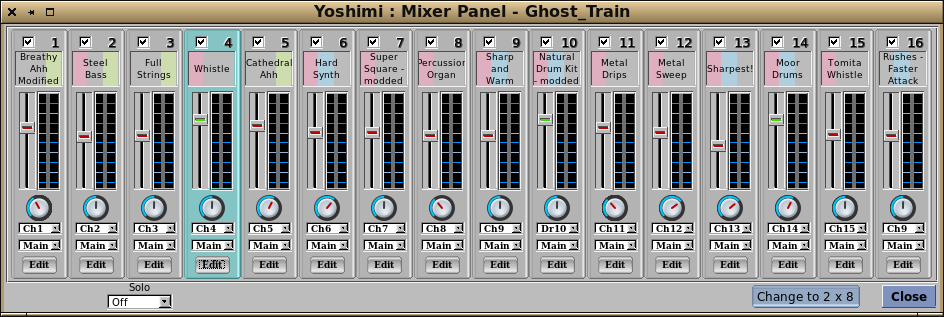 Yoshimi : Mixer Panel - Ghost_Train
1 2 3 4 5 6 7 8 9 10 11 12 13 14 15 16
Breathy Ahh Modified
Steel Bass
Full Strings
Whistle
Cathedral Ahh
Hard Synth
Super Square - modded
Percussion Organ
Sharp and Warm
Natural Drum Kit - modded
Metal Drips
Metal Sweep
Sharpest!
Moor Drums
Tomita Whistle
Rushes - Faster Attack
Ch1 Ch2 Ch3 Ch4 Ch5 Ch6 Ch7 Ch8 Ch9 Dr10 Ch11 Ch12 Ch13 Ch14 Ch15 Ch9
Main Main Main Main Main Main Main Main Main Main Main Main Main Main Main Main
Edit Edit Edit Edit Edit Edit Edit Edit Edit Edit Edit Edit Edit Edit Edit Edit
Solo
Off
Change to 2 x 8
Close